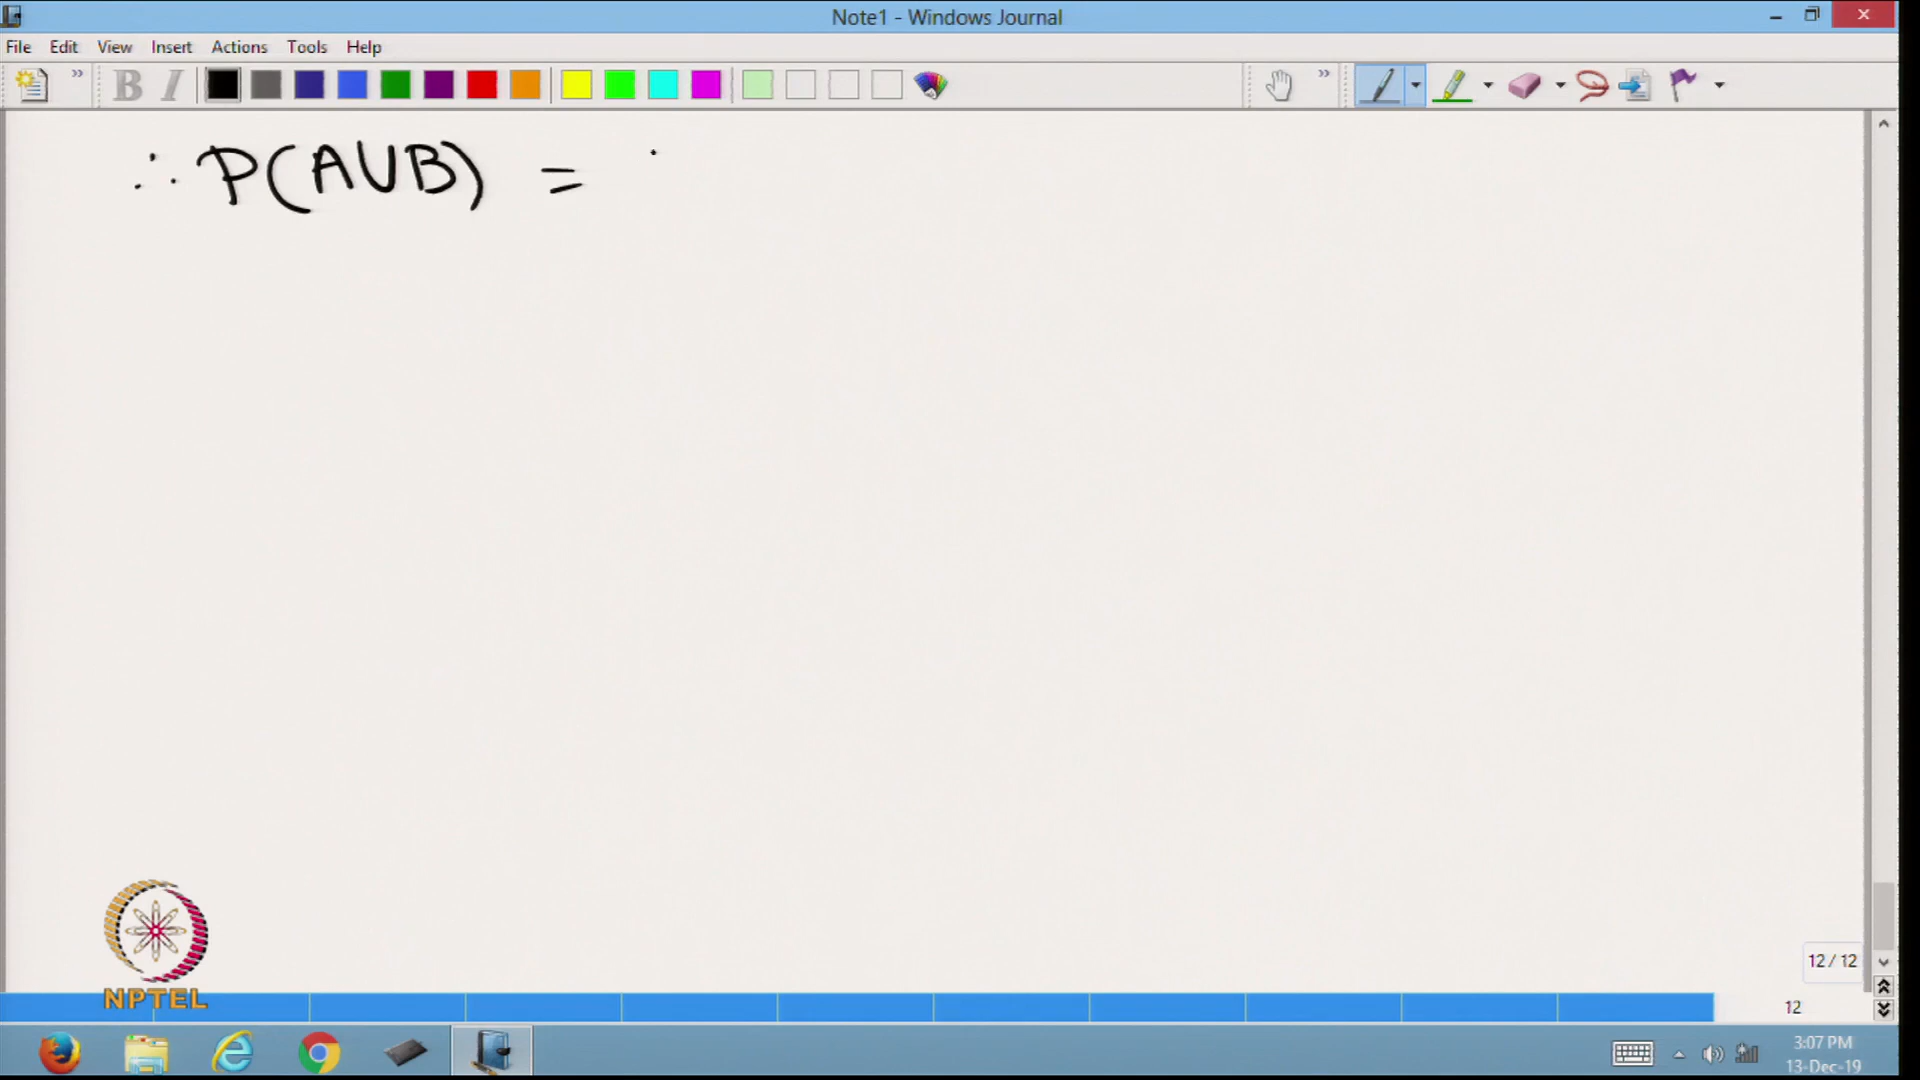 Note1 - Windows Journal
File Edit View Insert Actions Tools Help
B I
∴ P(A∪B) =
12 / 12
NPTEL
12
3:07 PM
13-Dec-19